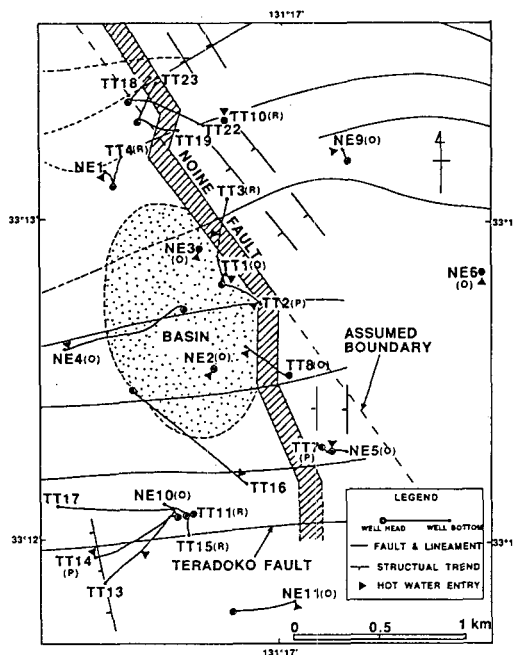 131°17'
TT18
TT23
TT10(R)
TT22
TT19
NE9(O)
TT4(R)
NE1
NOINE FAULT
TT3(R)
33°13'
33°1
NE3
(O)
TT1(O)
NE6
(O)
TT2(P)
BASIN
ASSUMED
BOUNDARY
NE4(O)
NE2(O)
TT8(O)
TT7
(P)
NE5(O)
TT16
TT17
NE10(O)
TT11(R)
TT15(R)
33°12'
33°1
TT14
(P)
TERADOKO FAULT
TT13
NE11(O)
LEGEND
WELL HEAD
WELL BOTTOM
FAULT & LINEAMENT
STRUCTUAL TREND
HOT WATER ENTRY
0
0.5
1 km
131°17'